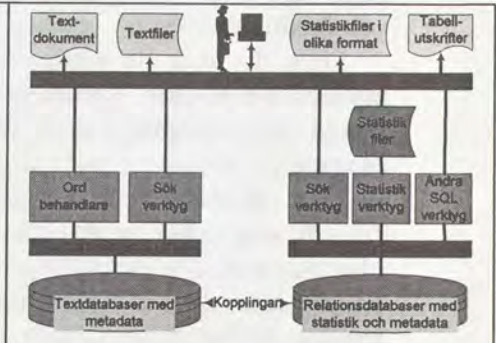 Text-
dokument
Textfiler
Statistikfiler i
olika format
Tabell-
utskrifter
Statistik
filer
Ord
behandlare
Sök
verktyg
Sök
verktyg
Statistik
verktyg
Andra
SQL
verktyg
Textdatabaser med
metadata
Kopplingar
Relationsdatabaser med
statistik och metadata